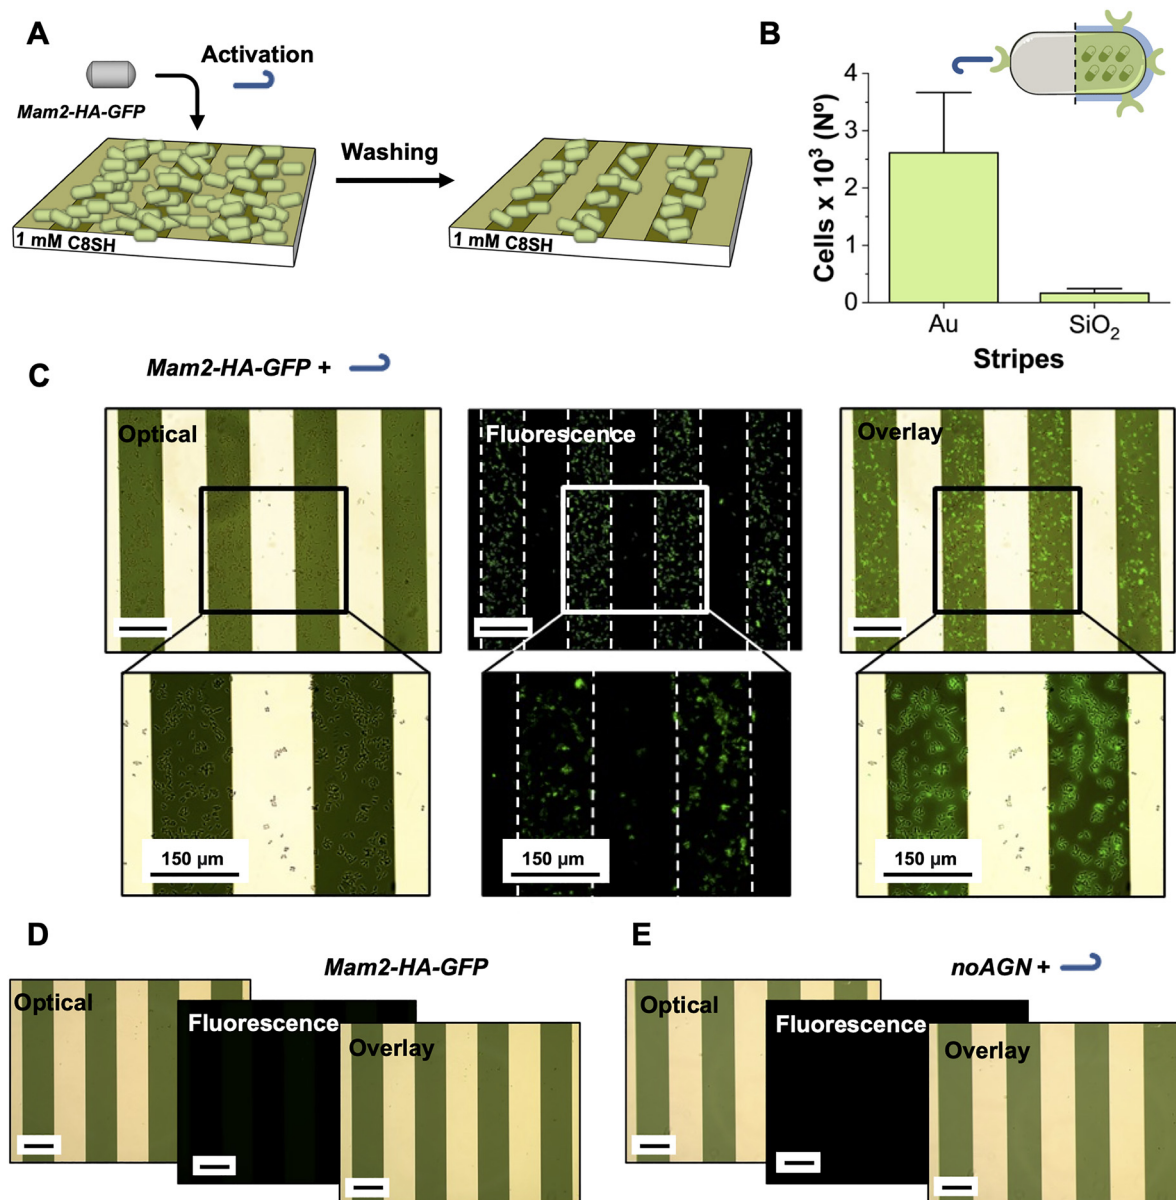 A
Activation
Mam2-HA-GFP
Washing
1 mM C8SH
1 mM C8SH
B
Cells x 10³ (Nº)
4
3
2
1
0
Au
SiO₂
Stripes
C
Mam2-HA-GFP +
Optical
Fluorescence
Overlay
150 µm
150 µm
150 µm
D
Mam2-HA-GFP
Optical
Fluorescence
Overlay
E
noAGN +
Optical
Fluorescence
Overlay